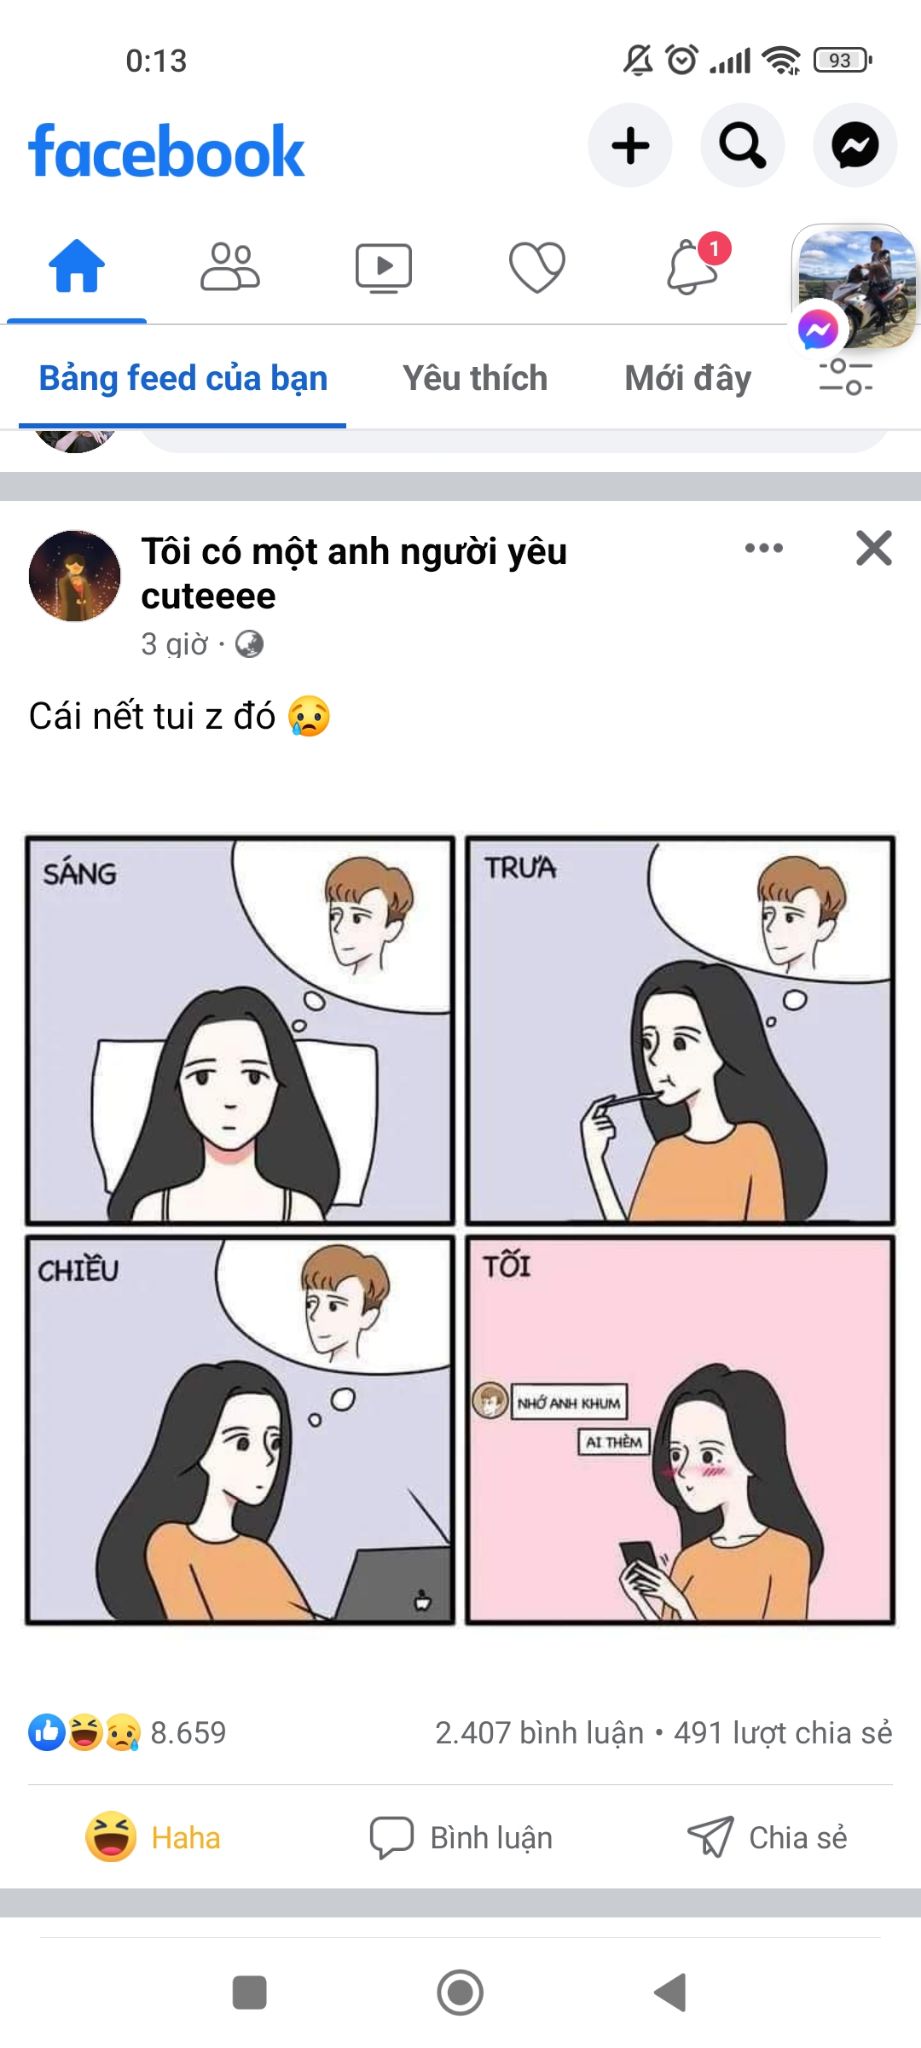 0:13
93
facebook
1
Bảng feed của bạn
Yêu thích
Mới đây
Tôi có một anh người yêu
cuteeee
3 giờ ·
Cái nết tui z đó 😥
SÁNG
TRƯA
CHIỀU
TỐI
NHỚ ANH KHUM
AI THÈM
8.659
2.407 bình luận • 491 lượt chia sẻ
Haha
Bình luận
Chia sẻ